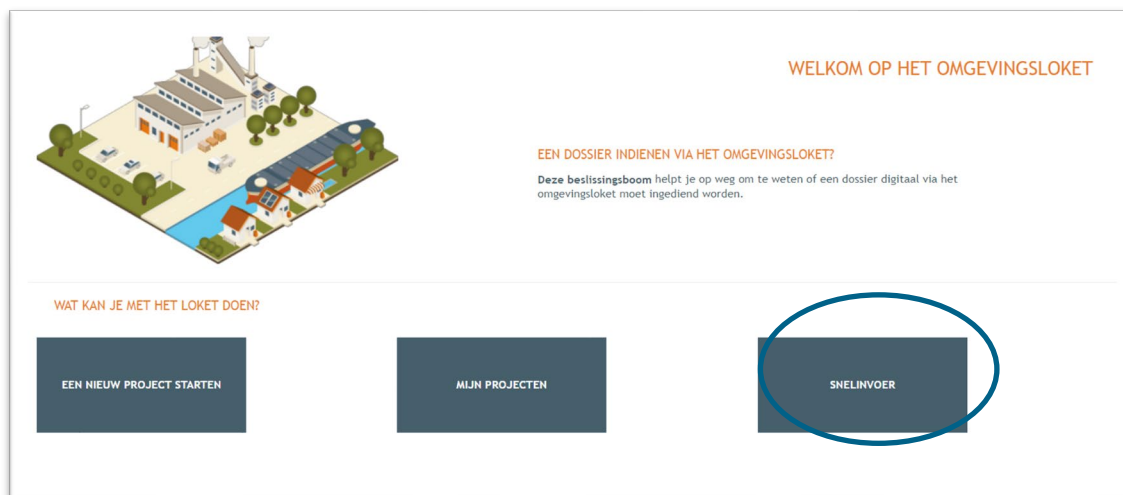 WELKOM OP HET OMGEVINGSLOKET
EEN DOSSIER INDIENEN VIA HET OMGEVINGSLOKET?
Deze beslissingsboom helpt je op weg om te weten of een dossier digitaal via het
omgevingsloket moet ingediend worden.
WAT KAN JE MET HET LOKET DOEN?
EEN NIEUW PROJECT STARTEN
MIJN PROJECTEN
SNELINVOER